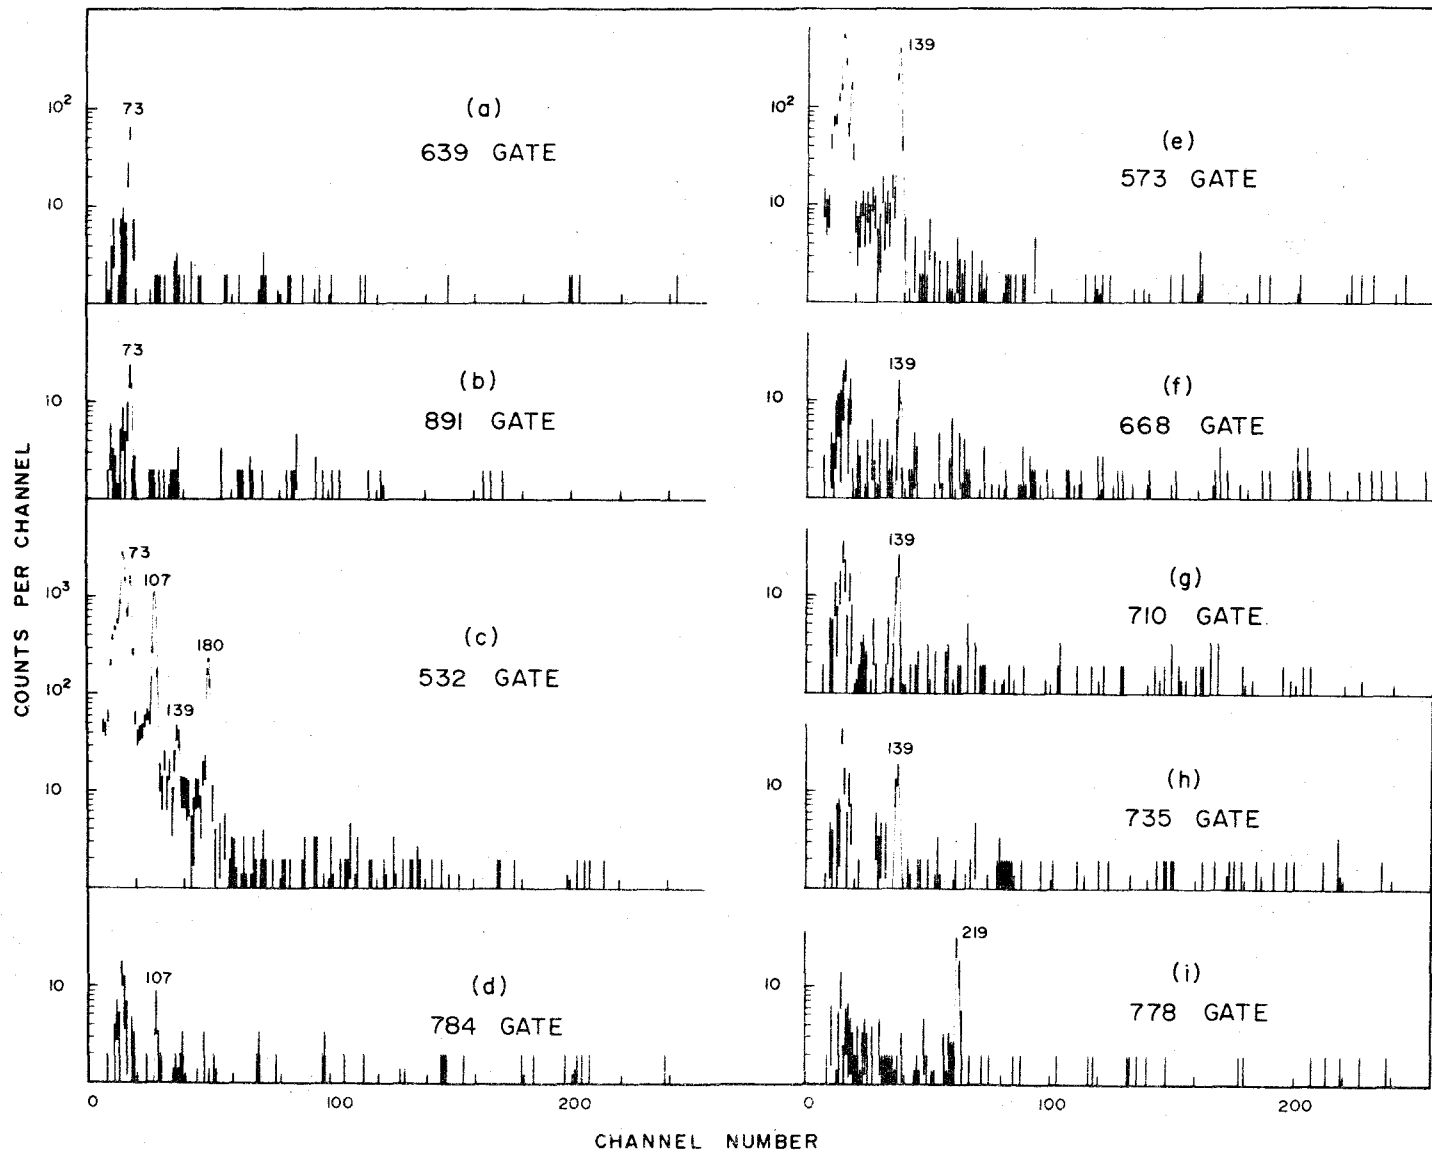 COUNTS PER CHANNEL
10²
73
(a)
639 GATE
10
73
(b)
10
891 GATE
73
10³
107
(c)
180
532 GATE
10²
139
10
(d)
107
10
784 GATE
139
10²
(e)
573 GATE
10
139
(f)
10
668 GATE
139
(g)
10
710 GATE.
139
(h)
10
735 GATE
219
(i)
10
778 GATE
0 100 200
0 100 200
CHANNEL NUMBER